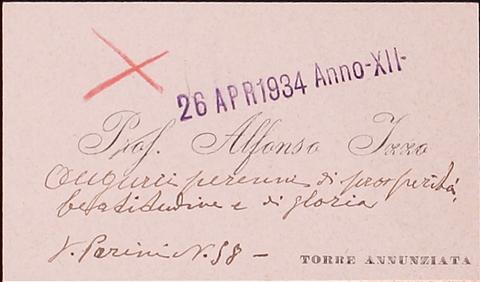 26 APR 1934 Anno-XII-
Prof. Alfonso Izzo
Auguri perenni di prosperità,
beatitudine e di gloria
V. Parini N. 58 -
TORRE ANNUNZIATA